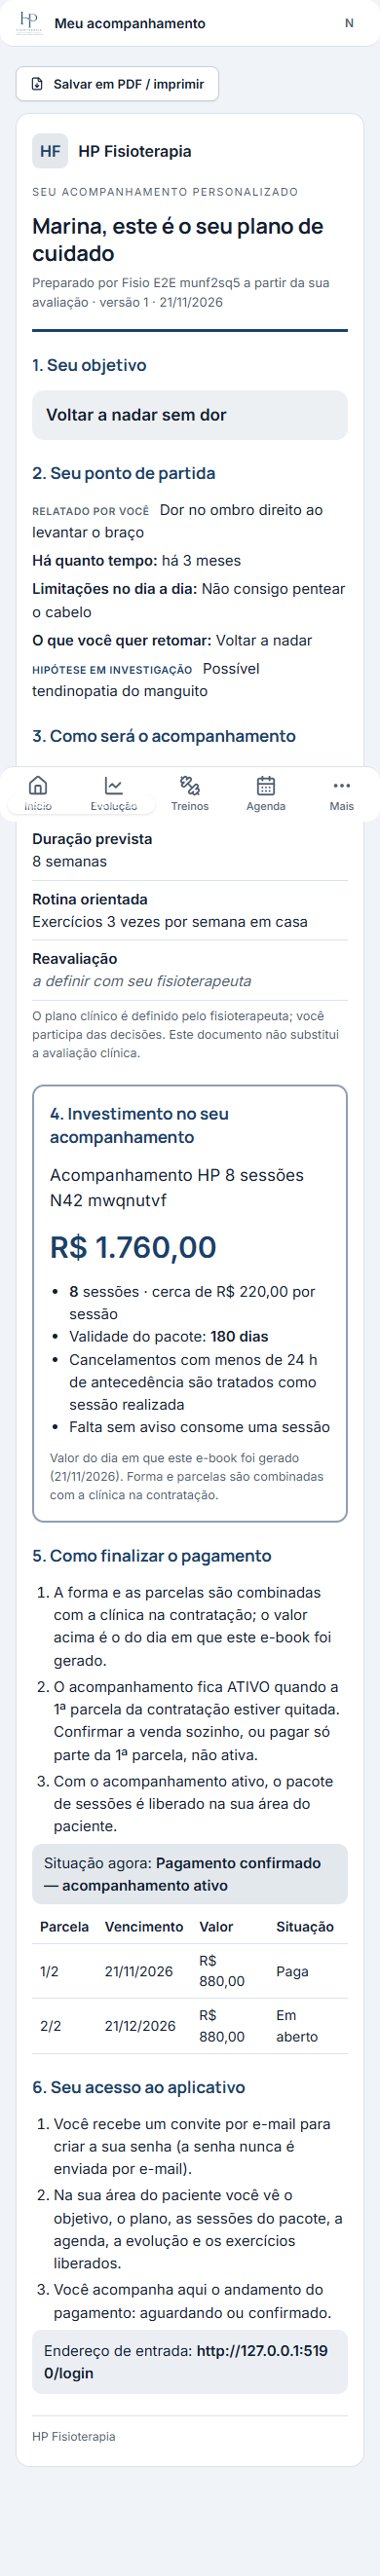 HP
Meu acompanhamento
N
Salvar em PDF / imprimir
HF
HP Fisioterapia
SEU ACOMPANHAMENTO PERSONALIZADO
Marina, este é o seu plano de
cuidado
Preparado por Fisio E2E munf2sq5 a partir da sua
avaliação · versão 1 · 21/11/2026
1. Seu objetivo
Voltar a nadar sem dor
2. Seu ponto de partida
RELATADO POR VOCÊ Dor no ombro direito ao
levantar o braço
Há quanto tempo: há 3 meses
Limitações no dia a dia: Não consigo pentear
o cabelo
O que você quer retomar: Voltar a nadar
HIPÓTESE EM INVESTIGAÇÃO Possível
tendinopatia do manguito
3. Como será o acompanhamento
Início
Evolução
Treinos
Agenda
Mais
Duração prevista
8 semanas
Rotina orientada
Exercícios 3 vezes por semana em casa
Reavaliação
a definir com seu fisioterapeuta
O plano clínico é definido pelo fisioterapeuta; você
participa das decisões. Este documento não substitui
a avaliação clínica.
4. Investimento no seu
acompanhamento
Acompanhamento HP 8 sessões
N42 mwqnutvf
R$ 1.760,00
• 8 sessões · cerca de R$ 220,00 por
sessão
• Validade do pacote: 180 dias
• Cancelamentos com menos de 24 h
de antecedência são tratados como
sessão realizada
• Falta sem aviso consome uma sessão
Valor do dia em que este e-book foi gerado
(21/11/2026). Forma e parcelas são combinadas
com a clínica na contratação.
5. Como finalizar o pagamento
1. A forma e as parcelas são combinadas
com a clínica na contratação; o valor
acima é o do dia em que este e-book foi
gerado.
2. O acompanhamento fica ATIVO quando a
1ª parcela da contratação estiver quitada.
Confirmar a venda sozinho, ou pagar só
parte da 1ª parcela, não ativa.
3. Com o acompanhamento ativo, o pacote
de sessões é liberado na sua área do
paciente.
Situação agora: Pagamento confirmado
— acompanhamento ativo
Parcela Vencimento Valor Situação
1/2 21/11/2026 R$ 880,00 Paga
2/2 21/12/2026 R$ 880,00 Em aberto
6. Seu acesso ao aplicativo
1. Você recebe um convite por e-mail para
criar a sua senha (a senha nunca é
enviada por e-mail).
2. Na sua área do paciente você vê o
objetivo, o plano, as sessões do pacote, a
agenda, a evolução e os exercícios
liberados.
3. Você acompanha aqui o andamento do
pagamento: aguardando ou confirmado.
Endereço de entrada: http://127.0.0.1:519
0/login
HP Fisioterapia